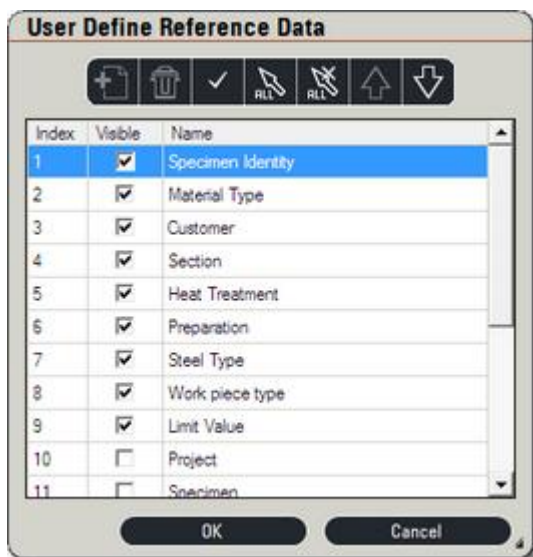 User Define Reference Data
ALL ALL
Index Visible Name
1 Specimen Identity
2 Material Type
3 Customer
4 Section
5 Heat Treatment
6 Preparation
7 Steel Type
8 Work piece type
9 Limit Value
10 Project
11 Specimen
OK Cancel